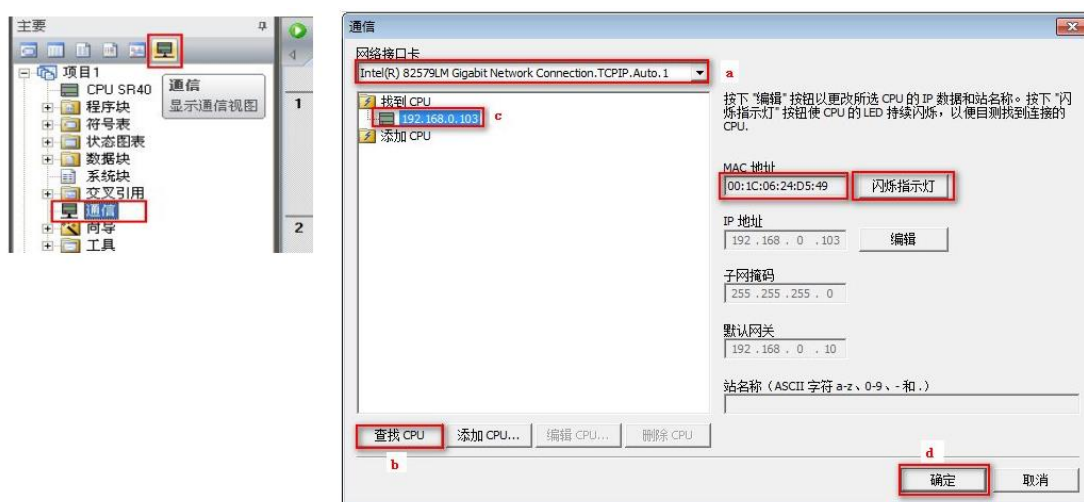 主要
项目1
CPU SR40
程序块
符号表
状态图表
数据块
系统块
交叉引用
通信
向导
工具
通信
显示通信视图
1
2
通信
网络接口卡
Intel(R) 82579LM Gigabit Network Connection.TCPIP.Auto.1
a
找到 CPU
192.168.0.103
c
添加 CPU
按下 "编辑" 按钮以更改所选 CPU 的 IP 数据和站名称。按下 "闪
烁指示灯" 按钮使 CPU 的 LED 持续闪烁，以便目测找到连接的
CPU.
MAC 地址
00:1C:06:24:D5:49
闪烁指示灯
IP 地址
192 .168 . 0 .103
编辑
子网掩码
255 .255 .255 . 0
默认网关
192 .168 . 0 . 10
站名称（ASCII 字符 a-z、0-9、- 和 .）
查找 CPU
添加 CPU...
编辑 CPU...
删除 CPU
b
d
确定
取消